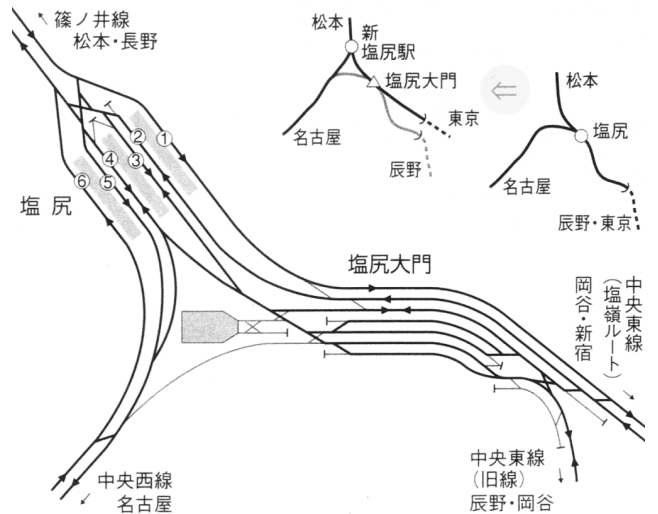 篠ノ井線
松本・長野
松本
新
塩尻駅
塩尻大門
東京
名古屋
辰野
⇐
松本
塩尻
名古屋
辰野・東京
②
①
④
③
⑥
⑤
塩尻
塩尻大門
中央東線
(塩嶺ルート)
岡谷・新宿
中央西線
名古屋
中央東線
(旧線)
辰野・岡谷